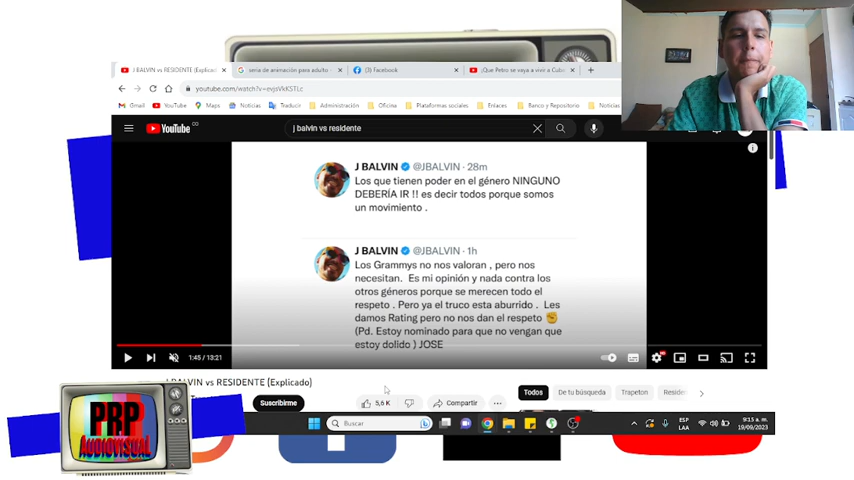 J BALVIN vs RESIDENTE (Explicad
seria de animación para adulto
(3) Facebook
¡Que Petro se vaya a vive a Cuba
youtube.com/watch?v=evjsVkKSTLc
Gmail
YouTube
Maps
Noticias
Traducir
Administración
Oficina
Plataformas sociales
Enlaces
Banco y Repositorio
Noticias
YouTube CO
j balvin vs residente
J BALVIN @JBALVIN · 28m
Los que tienen poder en el género NINGUNO
DEBERÍA IR !! es decir todos porque somos
un movimiento .
J BALVIN @JBALVIN · 1h
Los Grammys no nos valoran , pero nos
necesitan. Es mi opinión y nada contra los
otros géneros porque se merecen todo el
respeto . Pero ya el truco esta aburrido . Les
damos Rating pero no nos dan el respeto ✊
(Pd. Estoy nominado para que no vengan que
estoy dolido ) JOSE
1:45 / 13:21
J BALVIN vs RESIDENTE (Explicado)
Suscribirme
5,6 K
Compartir
Todos
De tu búsqueda
Trapeton
Reside
PRP
AUDIOVISUAL
Buscar
ESP
LAA
9:15 a. m.
19/09/2023